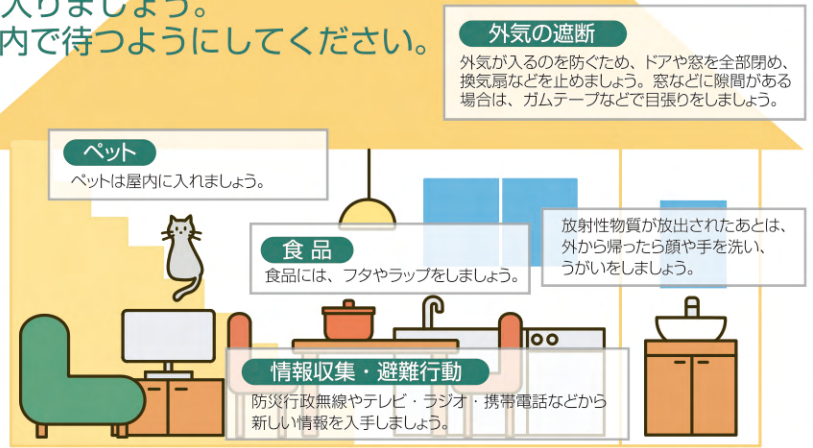 入りましょう。
内で待つようにしてください。
外気の遮断
外気が入るのを防ぐため、ドアや窓を全部閉め、
換気扇などを止めましょう。窓などに隙間がある
場合は、ガムテープなどで目張りをしましょう。
ペット
ペットは屋内に入れましょう。
食品
食品には、フタやラップをしましょう。
放射性物質が放出されたあとは、
外から帰ったら顔や手を洗い、
うがいをしましょう。
情報収集・避難行動
防災行政無線やテレビ・ラジオ・携帯電話などから
新しい情報を入手しましょう。